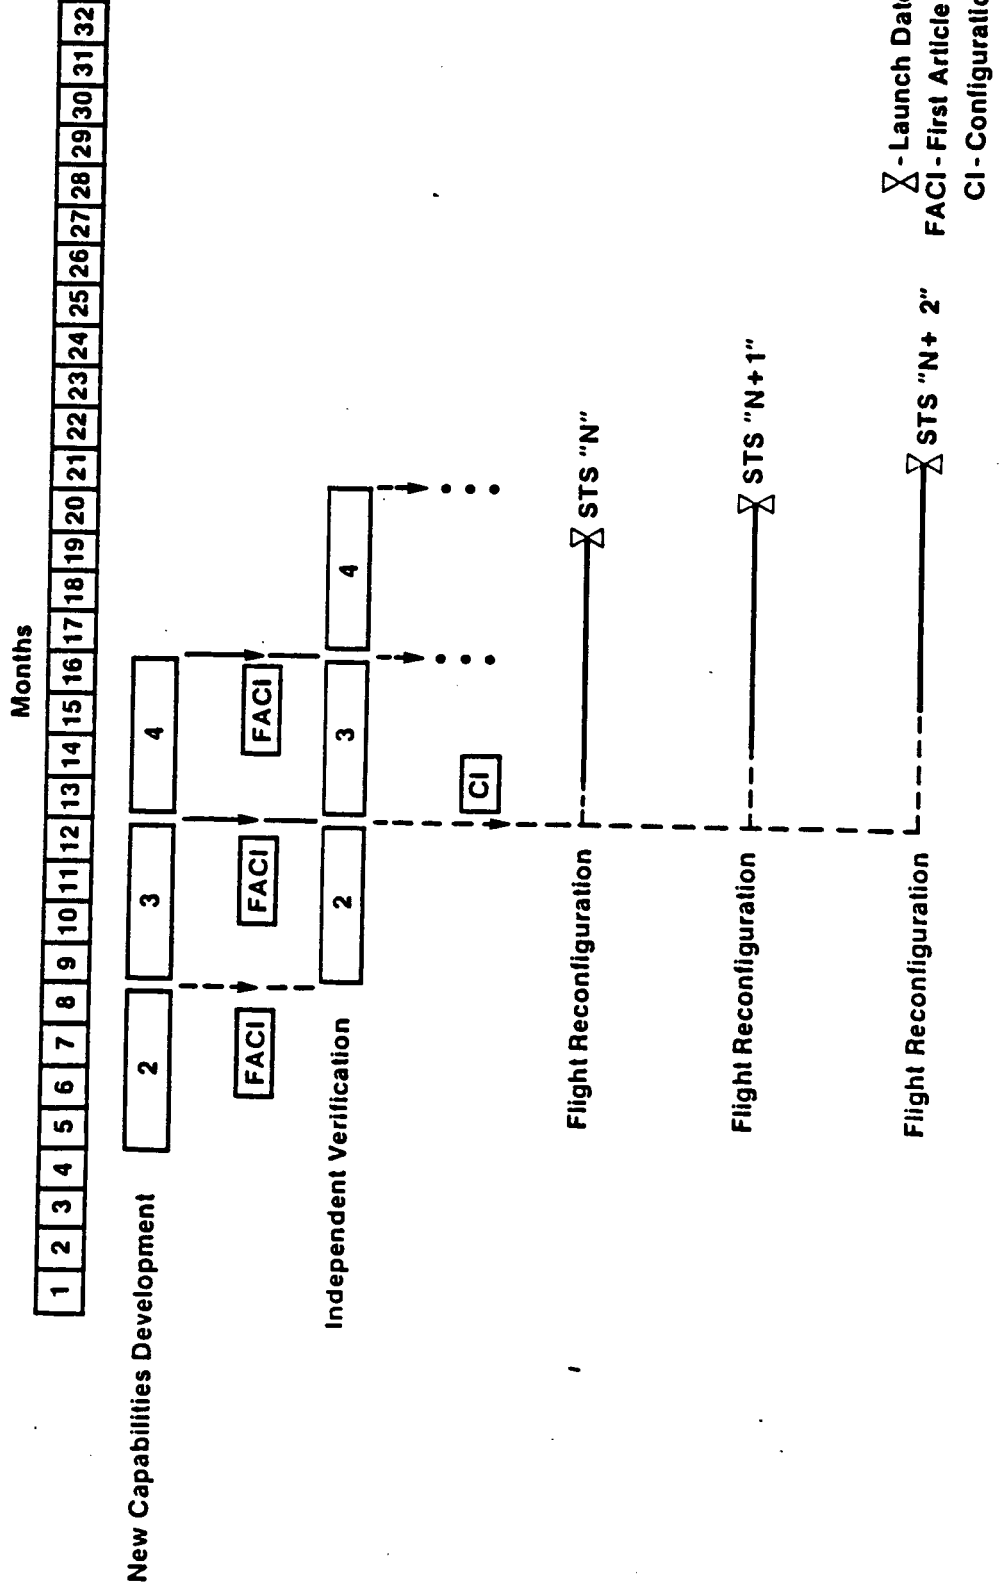 Months
1 2 3 4 5 6 7 8 9 10 11 12 13 14 15 16 17 18 19 20 21 22 23 24 25 26 27 28 29 30 31 32
New Capabilities Development
2 3 4
FACI FACI FACI
Independent Verification
2 3 4
CI
Flight Reconfiguration
STS "N"
Flight Reconfiguration
STS "N+1"
Flight Reconfiguration
STS "N+ 2"
- Launch
FACI - First Article
CI -